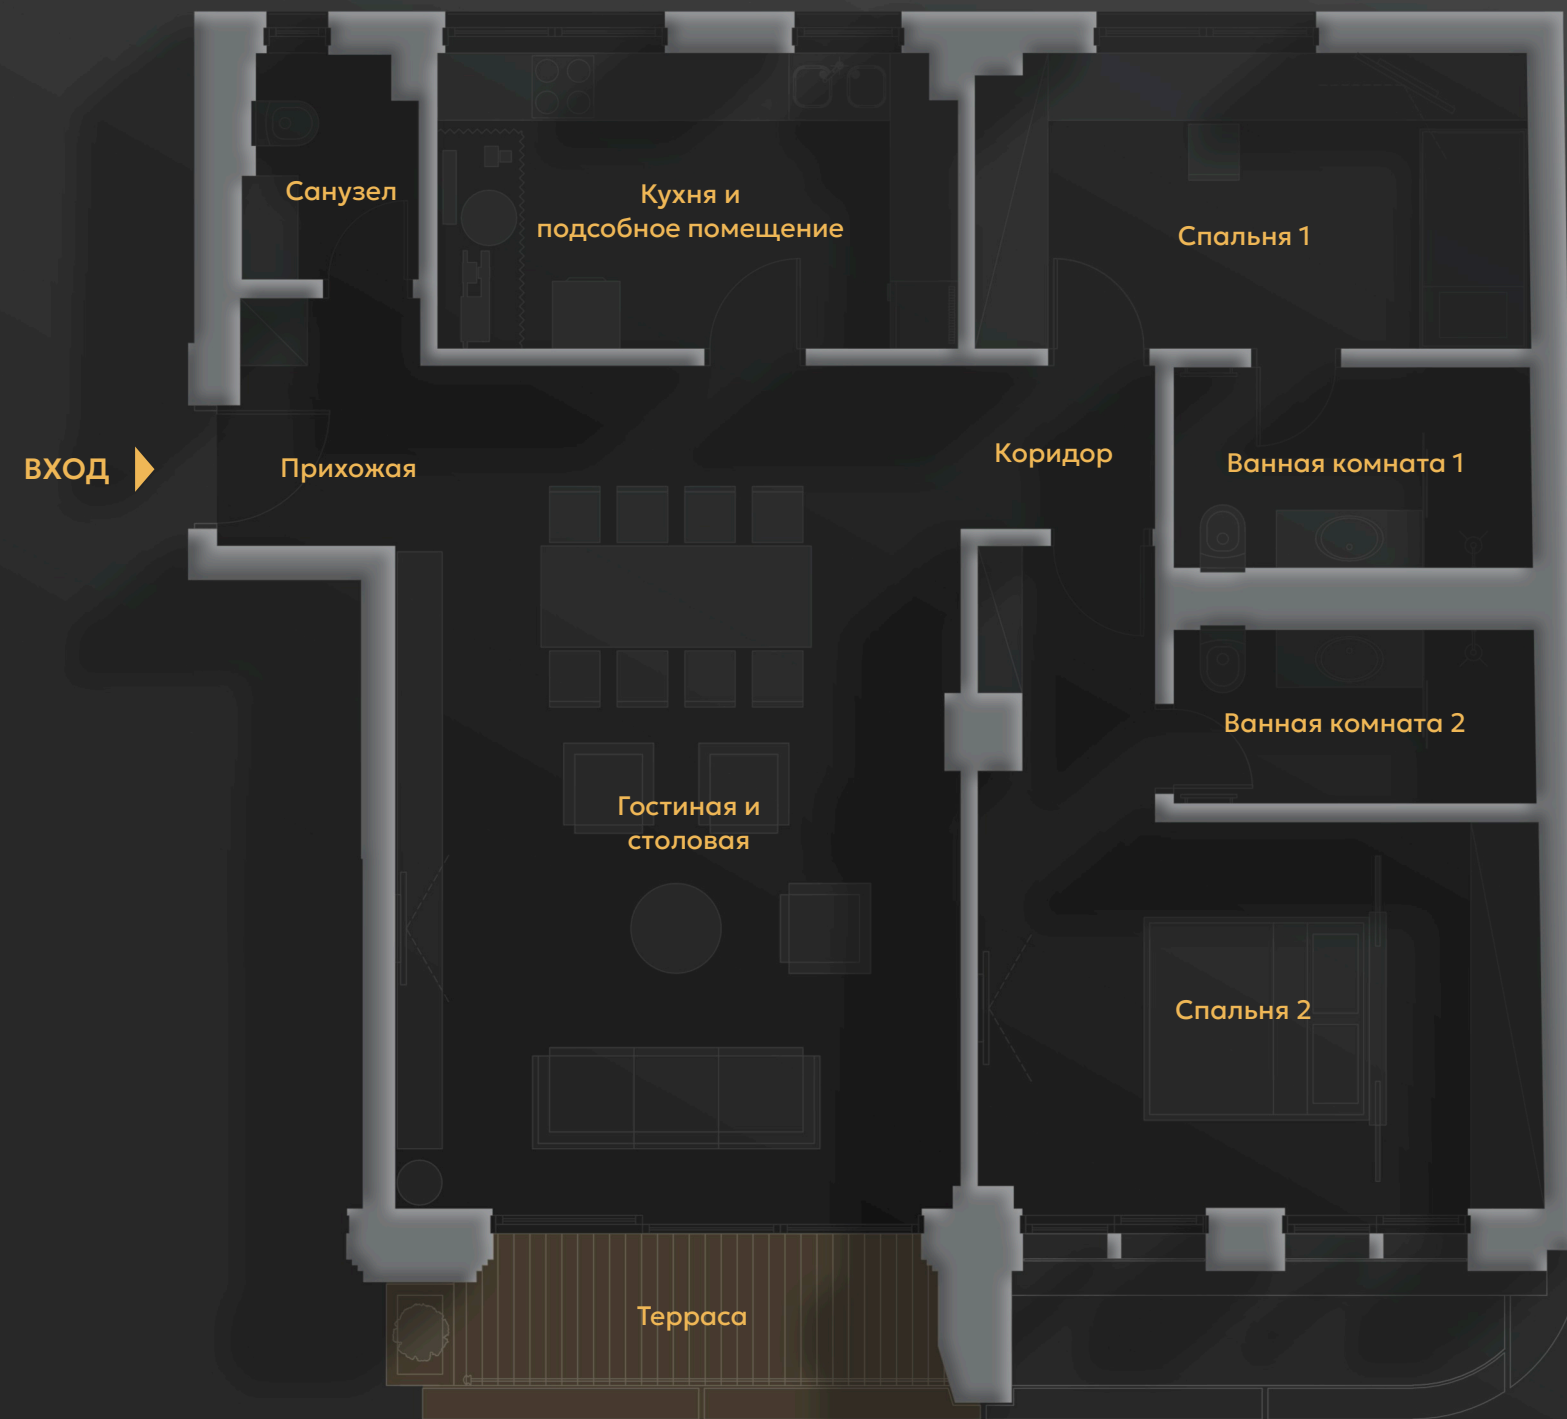 Санузел
Кухня и
подсобное помещение
Спальня 1
ВХОД
Прихожая
Коридор
Ванная комната 1
Ванная комната 2
Гостиная и
столовая
Спальня 2
Терраса